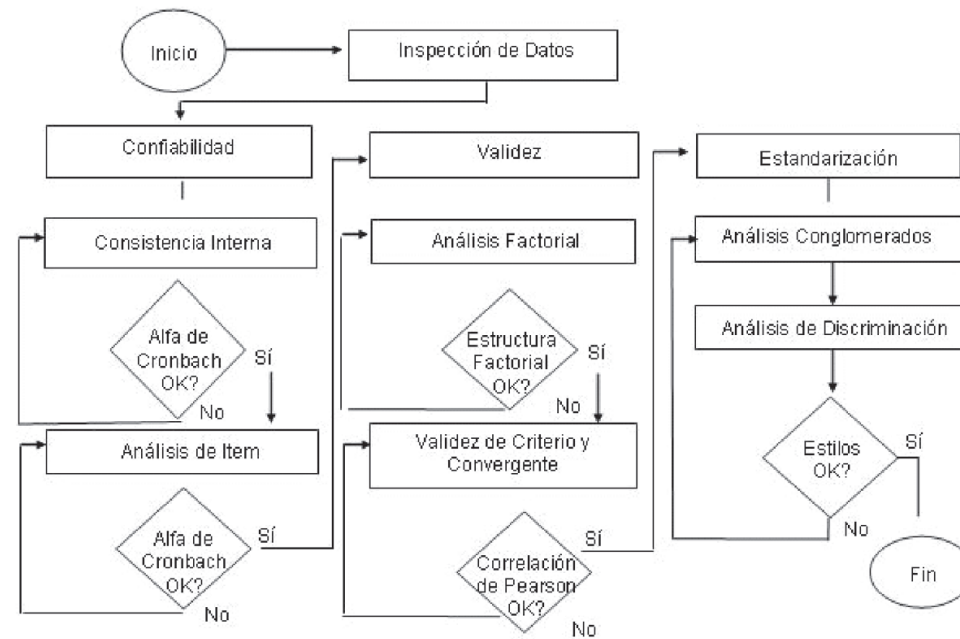 Inicio
Inspección de Datos
Confiabilidad
Consistencia Interna
Alfa de
Cronbach
OK?
Sí
No
Análisis de Item
Alfa de
Cronbach
OK?
Sí
No
Validez
Análisis Factorial
Estructura
Factorial
OK?
Sí
No
Validez de Criterio y
Convergente
Correlación
de Pearson
OK?
Sí
No
Estandarización
Análisis Conglomerados
Análisis de Discriminación
Estilos
OK?
Sí
No
Fin